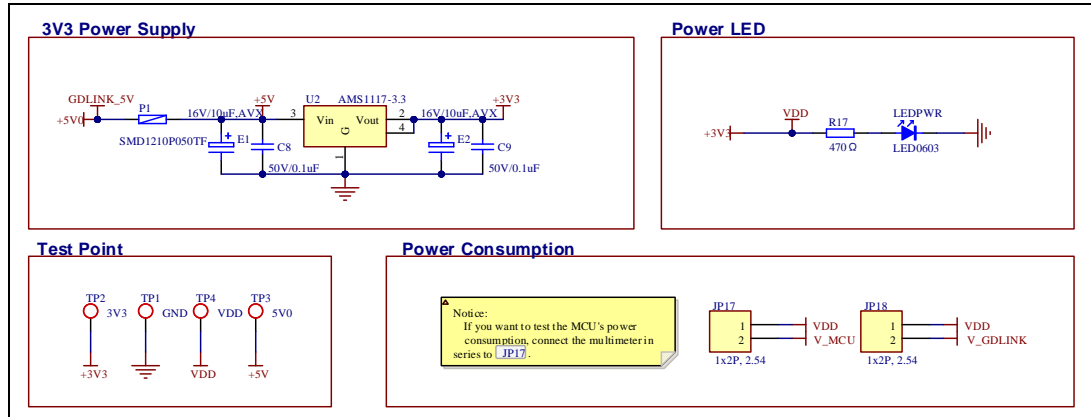 3V3 Power Supply
GDLINK_5V
+5V0
P1
SMD1210P050TF
16V/10uF,AVX
+5V
E1
C8
50V/0.1uF
U2
AMS1117-3.3
3
Vin
Vout
G
2
4
1
16V/10uF,AVX
+3V3
E2
C9
50V/0.1uF
Power LED
+3V3
VDD
R17
470Ω
LEDPWR
LED0603
Test Point
TP2
3V3
+3V3
TP1
GND
TP4
VDD
VDD
TP3
5V0
+5V
Power Consumption
Notice:
If you want to test the MCU's power
consumption, connect the multimeter in
series to JP17 .
JP17
1
2
VDD
V_MCU
1x2P, 2.54
JP18
1
2
VDD
V_GDLINK
1x2P, 2.54